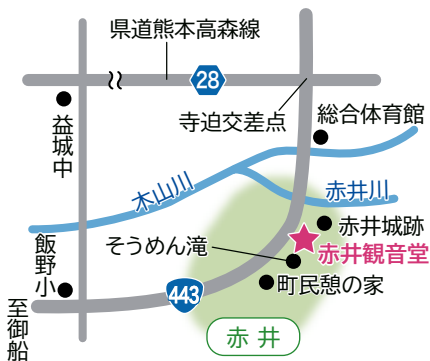 県道熊本高森線
28
益城中
寺迫交差点
総合体育館
木山川
赤井川
赤井城跡
飯野小
そうめん滝
赤井観音堂
町民憩の家
443
至御船
赤井